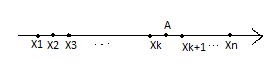 A
X1 X2 X3 . . . Xk Xk+1 ... Xn